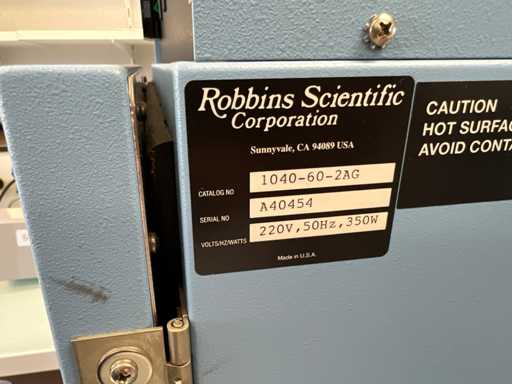 Robbins Scientific
Corporation
Sunnyvale, CA 94089 USA
CATALOG NO 1040-60-2AG
SERIAL NO A40454
VOLTS/HZ/WATTS 220V,50Hz,350W
Made in U.S.A.
CAUTION
HOT SURFAC
AVOID CONTA